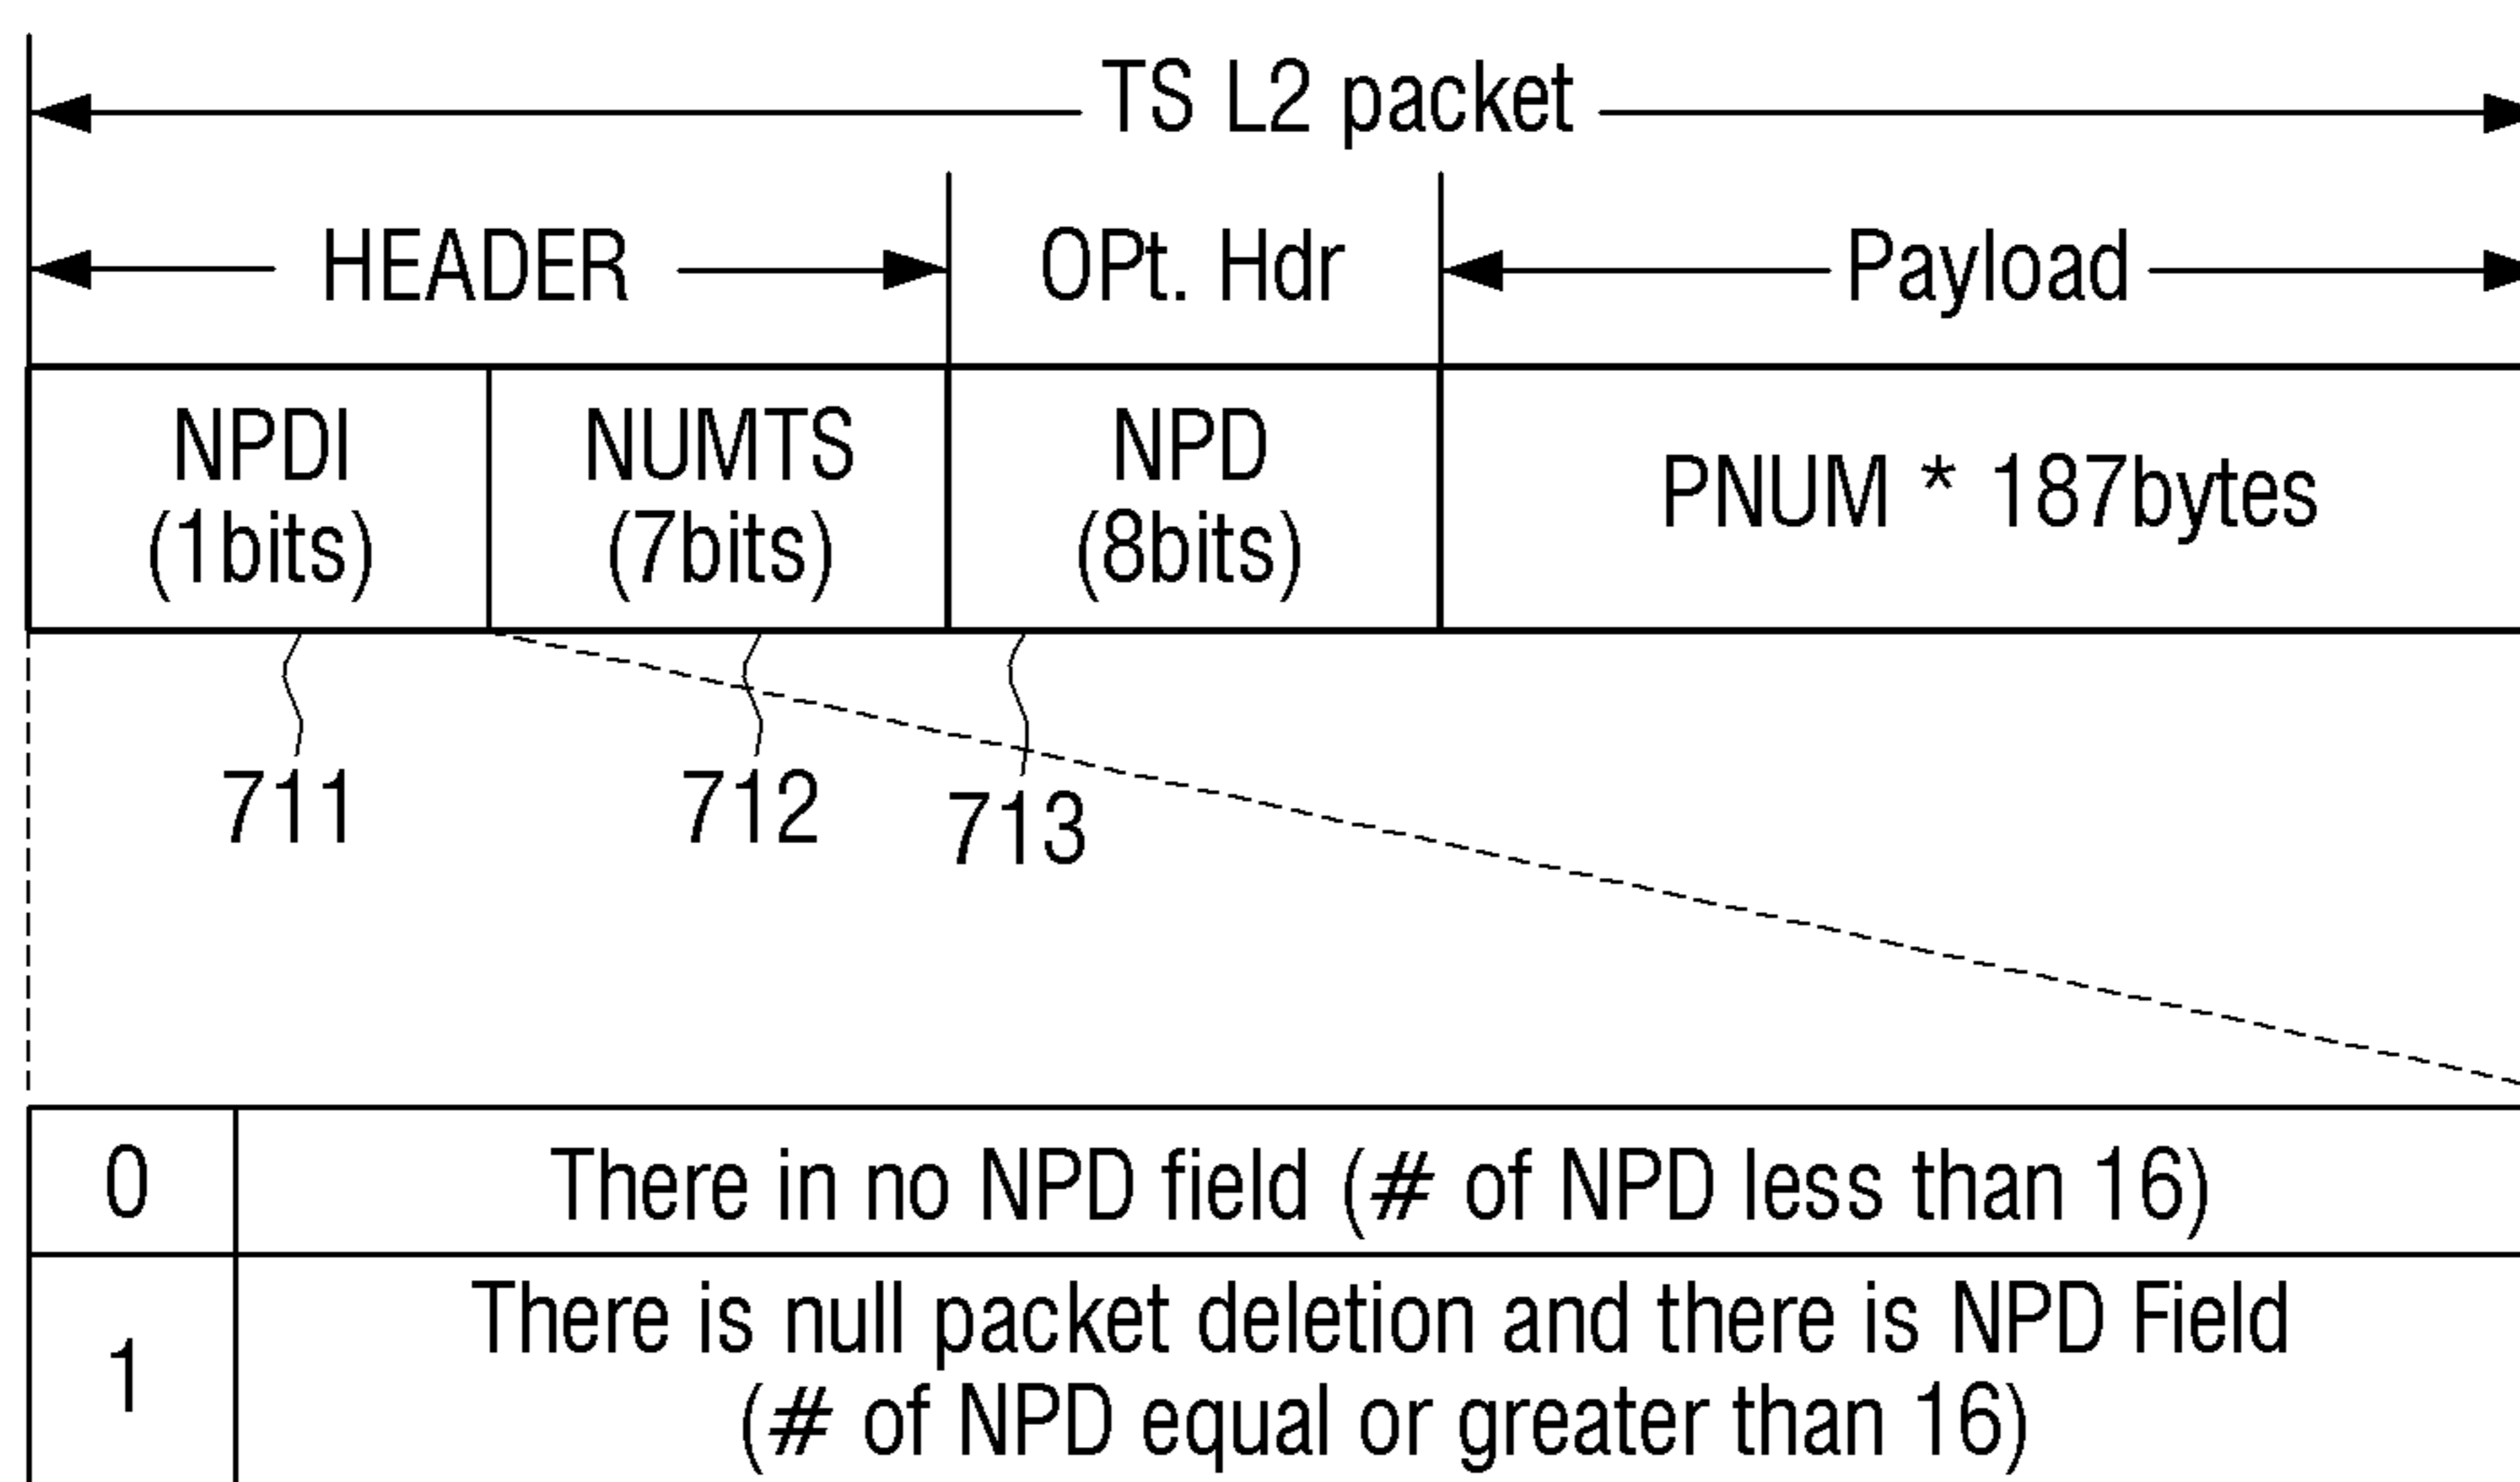 TS L2 packet
HEADER
OPt. Hdr
Payload
NPDI
(1bits)
NUMTS
(7bits)
NPD
(8bits)
PNUM * 187bytes
711
712
713
0
There in no NPD field (# of NPD less than 16)
1
There is null packet deletion and there is NPD Field
(# of NPD equal or greater than 16)